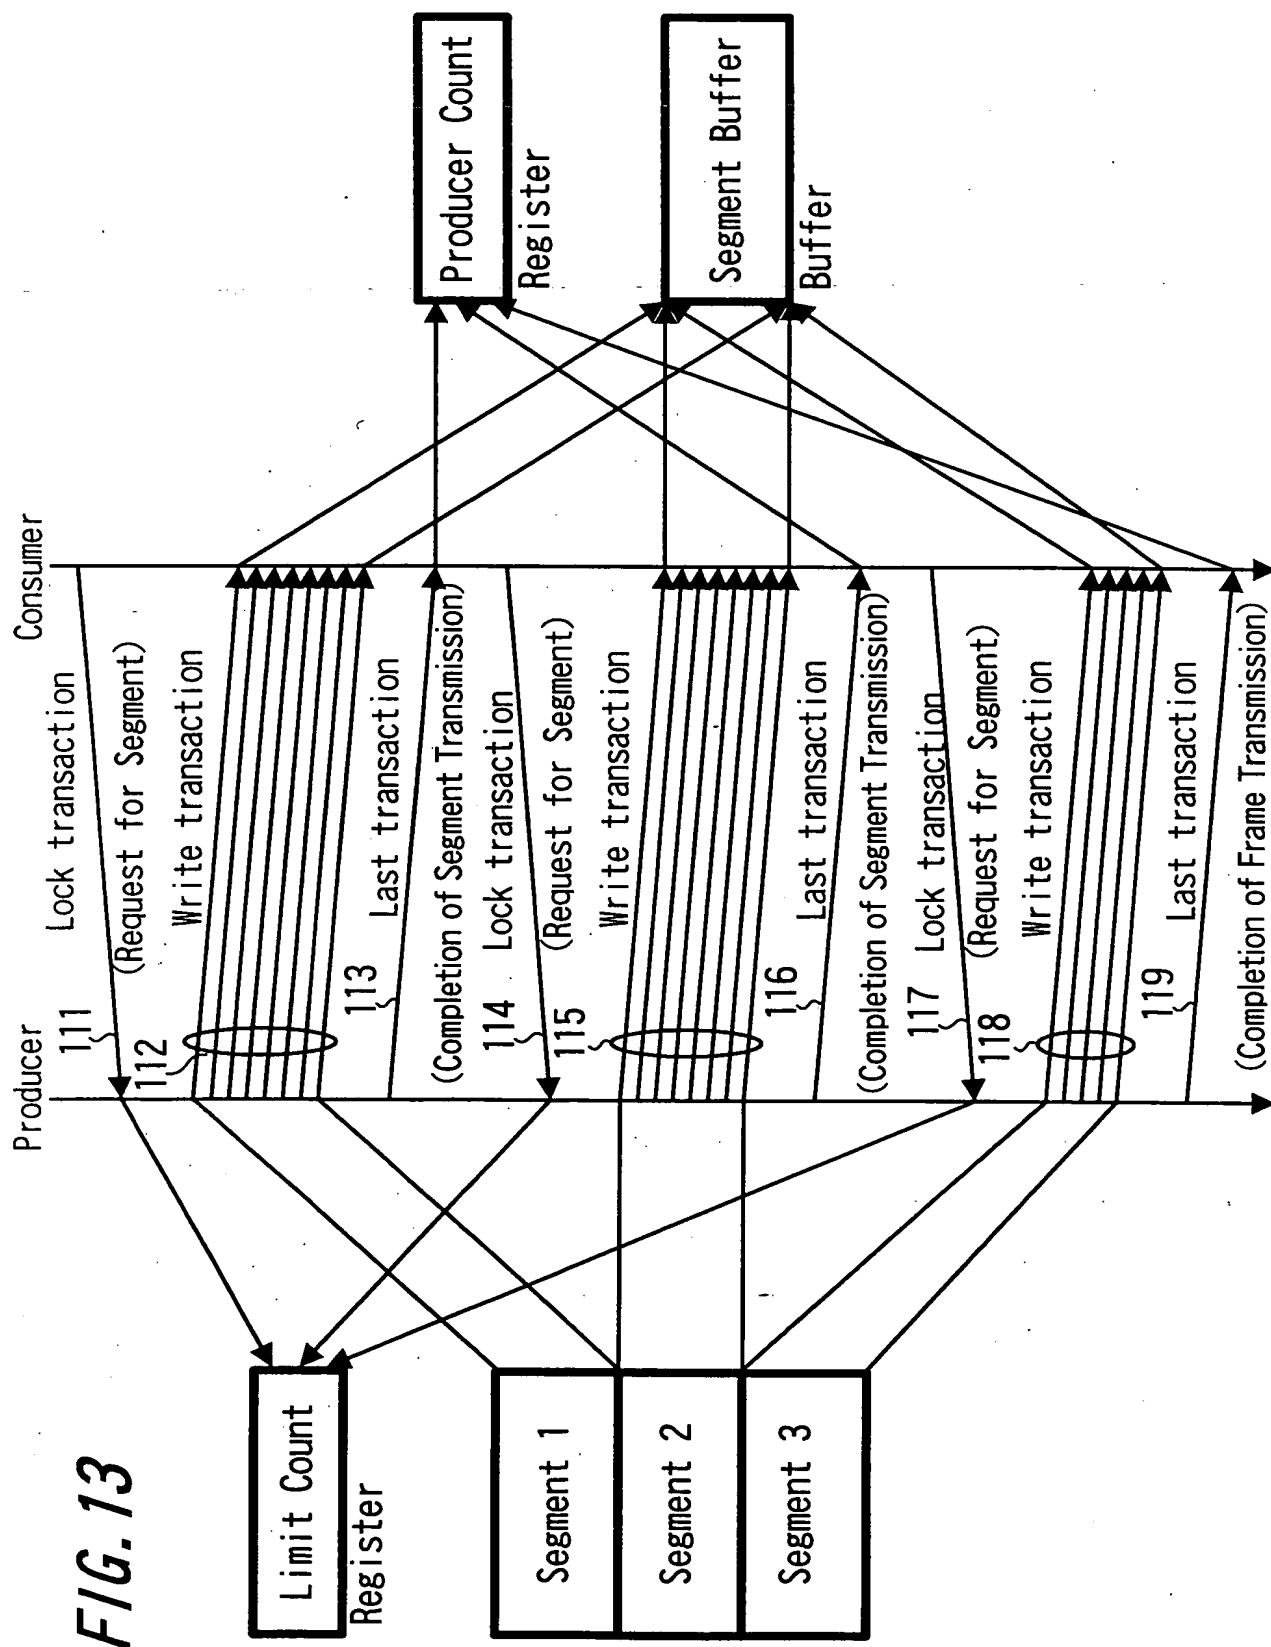 FIG. 13
Producer
Consumer
Limit Count
Register
Segment 1
Segment 2
Segment 3
Producer Count
Register
Segment Buffer
Buffer
111
Lock transaction
(Request for Segment)
112
Write transaction
113
Last transaction
(Completion of Segment Transmission)
114
Lock transaction
(Request for Segment)
115
Write transaction
116
Last transaction
(Completion of Segment Transmission)
117
Lock transaction
(Request for Segment)
118
Write transaction
119
Last transaction
(Completion of Frame Transmission)